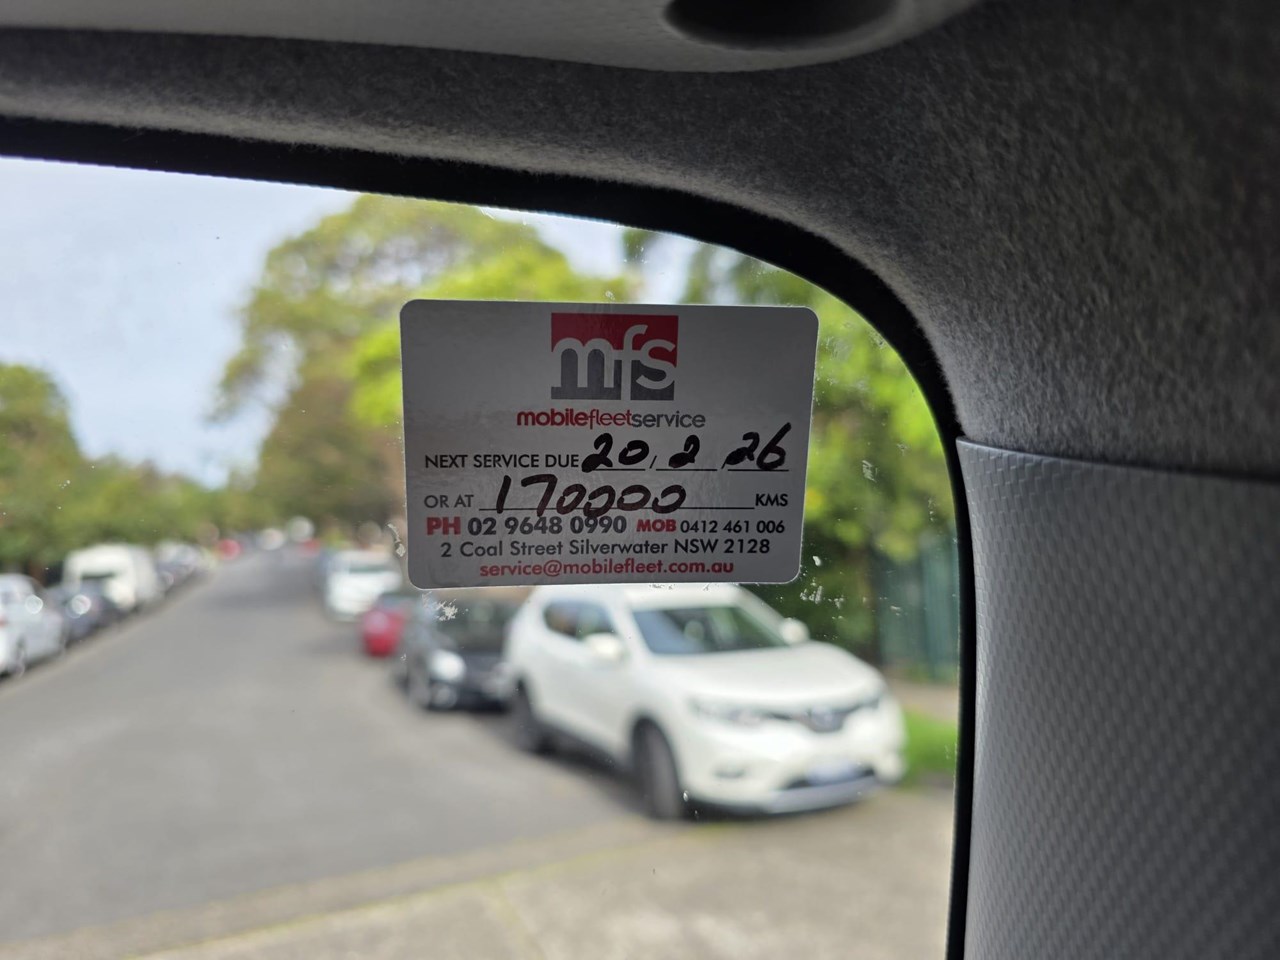 mfs
mobilefleetservice
NEXT SERVICE DUE 20/2/26
OR AT 170000 KMS
PH 02 9648 0990 MOB 0412 461 006
2 Coal Street Silverwater NSW 2128
service@mobilefleet.com.au